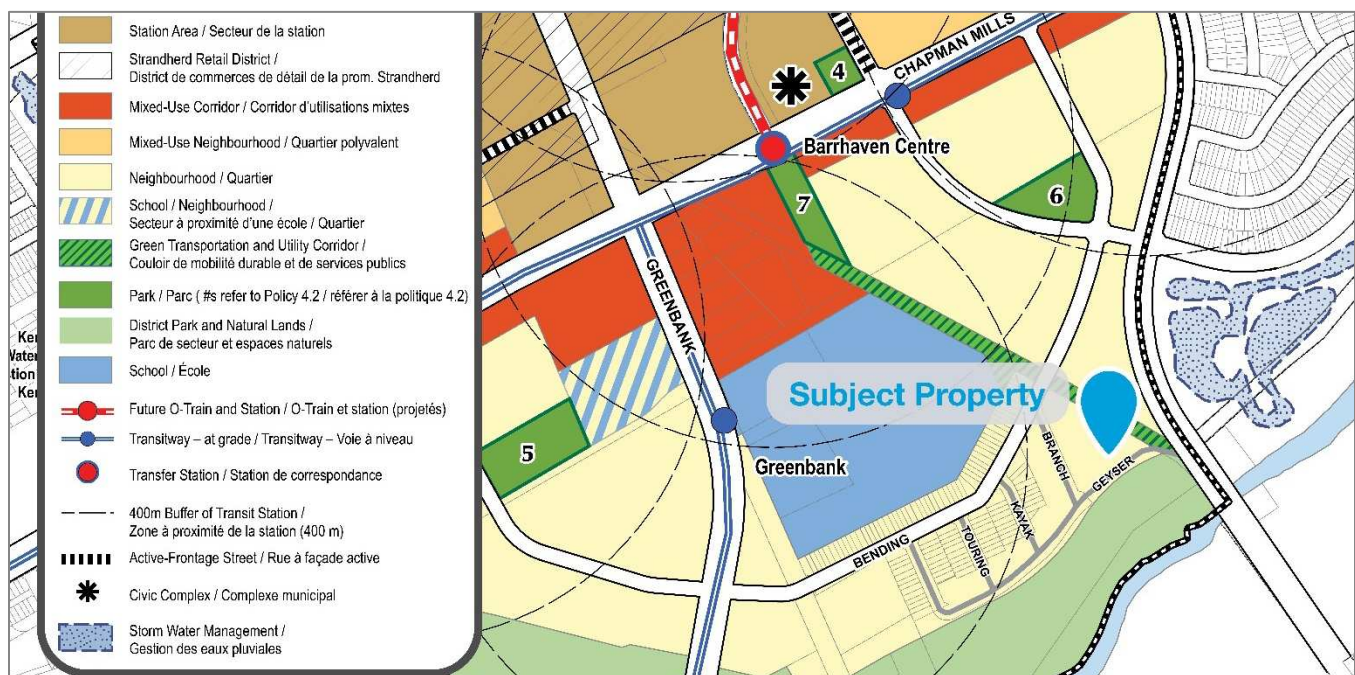 Station Area / Secteur de la station
Strandherd Retail District /
District de commerces de détail de la prom. Strandherd
Mixed-Use Corridor / Corridor d'utilisations mixtes
Mixed-Use Neighbourhood / Quartier polyvalent
Neighbourhood / Quartier
School / Neighbourhood /
Secteur à proximité d'une école / Quartier
Green Transportation and Utility Corridor /
Couloir de mobilité durable et de services publics
Park / Parc ( #s refer to Policy 4.2 / référer à la politique 4.2)
District Park and Natural Lands /
Parc de secteur et espaces naturels
School / École
Future O-Train and Station / O-Train et station (projetés)
Transitway – at grade / Transitway – Voie à niveau
Transfer Station / Station de correspondance
400m Buffer of Transit Station /
Zone à proximité de la station (400 m)
Active-Frontage Street / Rue à façade active
Civic Complex / Complexe municipal
Storm Water Management /
Gestion des eaux pluviales
CHAPMAN MILLS
4
Barrhaven Centre
7
6
GREENBANK
Subject Property
5
Greenbank
BRANCH
GEYSER
KAYAK
TOURING
BENDING